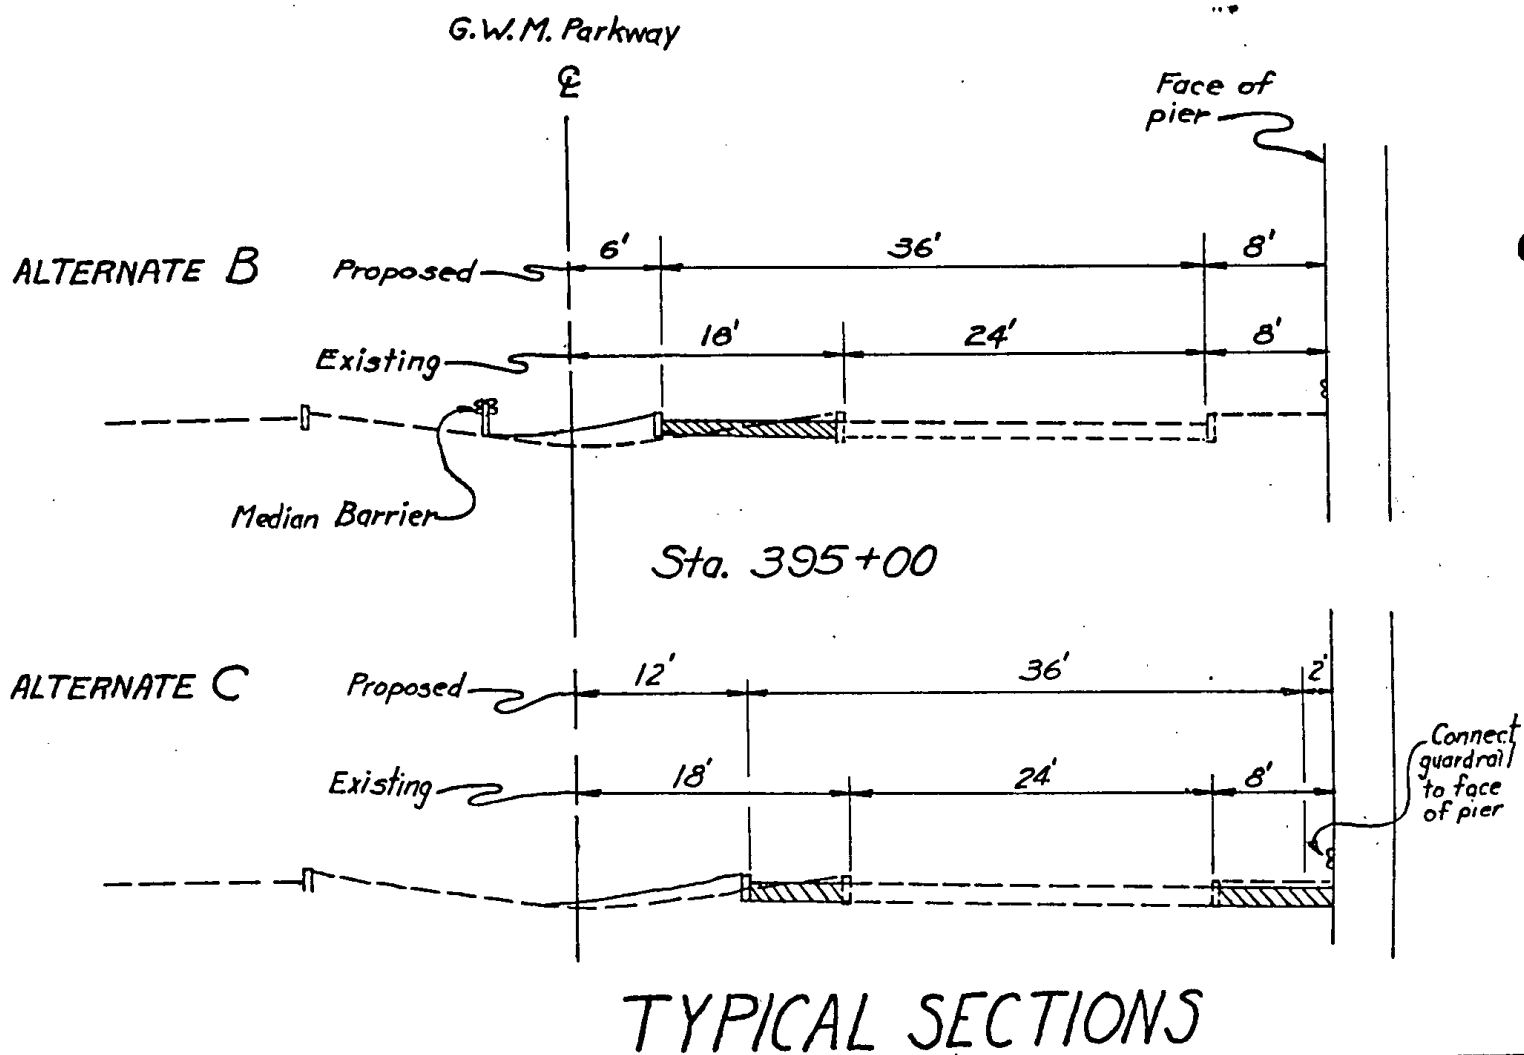 G.W.M. Parkway
℄
Face of
pier
ALTERNATE B
Proposed
6'
36'
8'
Existing
18'
24'
8'
Median Barrier
Sta. 395+00
ALTERNATE C
Proposed
12'
36'
2'
Existing
18'
24'
8'
Connect
guardrail
to face
of pier
TYPICAL SECTIONS